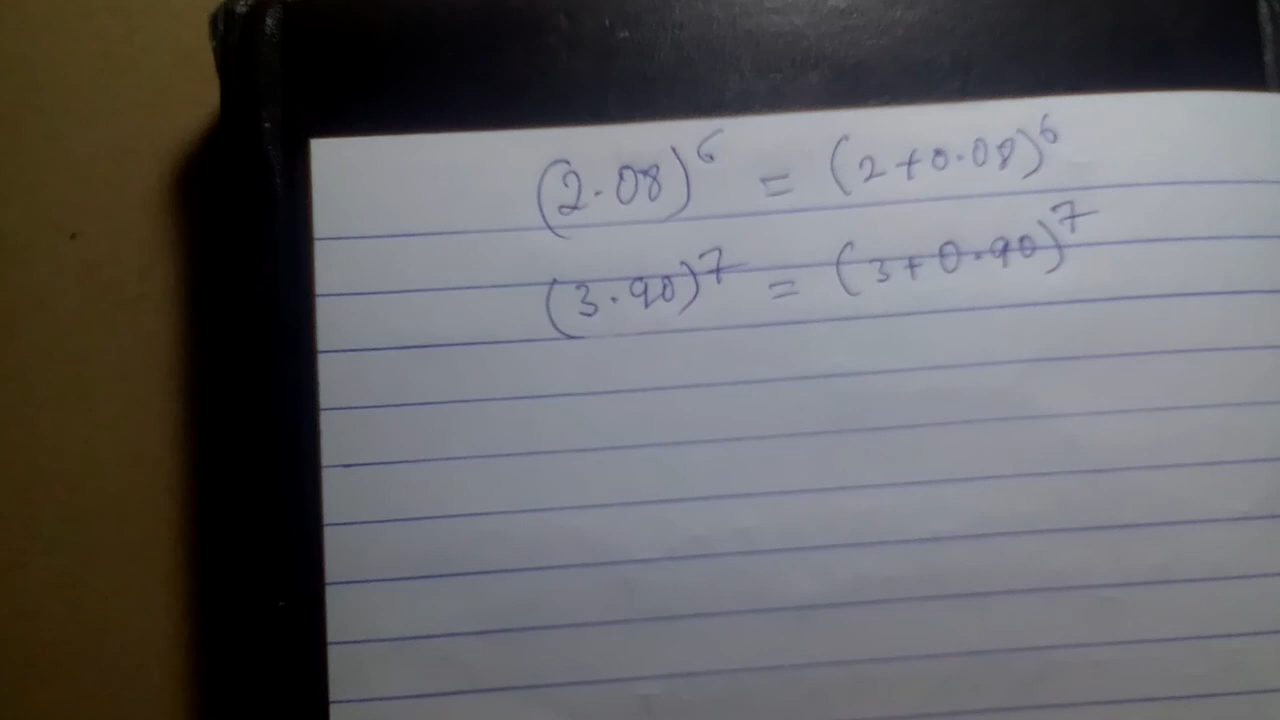 (2.08)^6 = (2+0.08)^6
(3.90)^7 = (3+0.90)^7